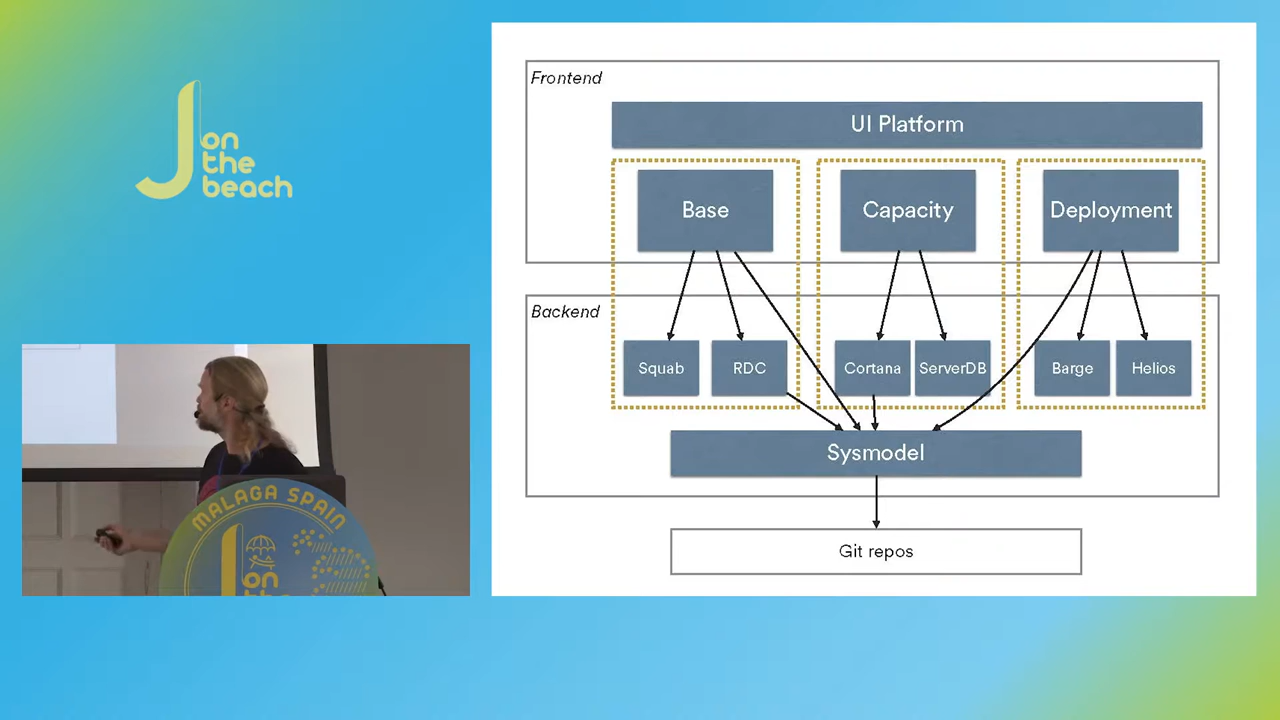 J on
the
beach
Frontend
UI Platform
Base
Capacity
Deployment
Backend
Squab
RDC
Cortana
ServerDB
Barge
Helios
Sysmodel
Git repos
MALAGA SPAIN
J on